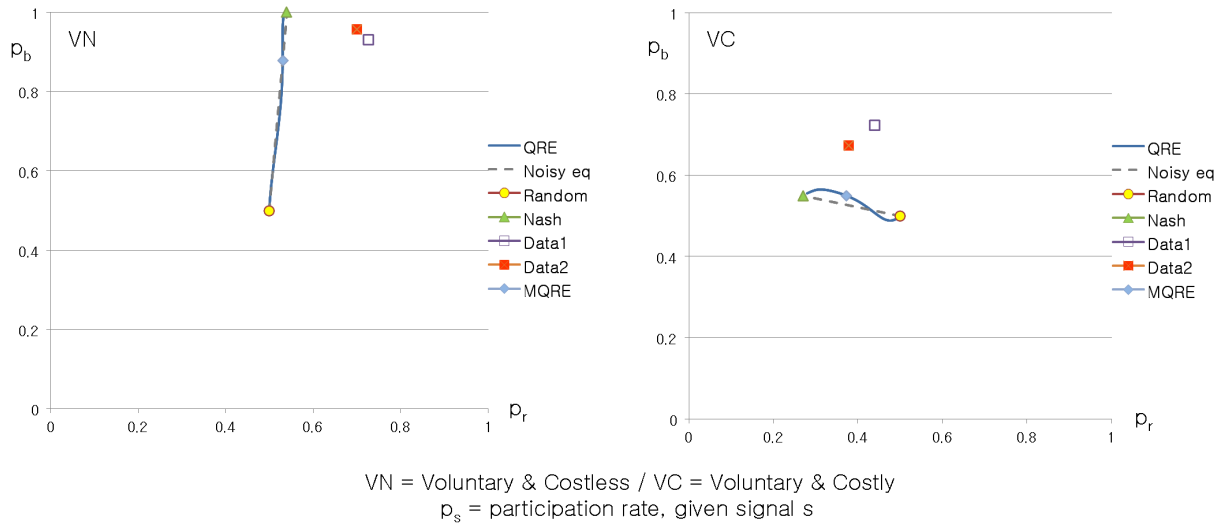 VN
p_b
1
0.8
0.6
0.4
0.2
0
0
0.2
0.4
0.6
0.8
1
p_r
QRE
Noisy eq
Random
Nash
Data1
Data2
MQRE
VC
p_b
1
0.8
0.6
0.4
0.2
0
0
0.2
0.4
0.6
0.8
1
p_r
QRE
Noisy eq
Random
Nash
Data1
Data2
MQRE
VN = Voluntary & Costless / VC = Voluntary & Costly
p_s = participation rate, given signal s